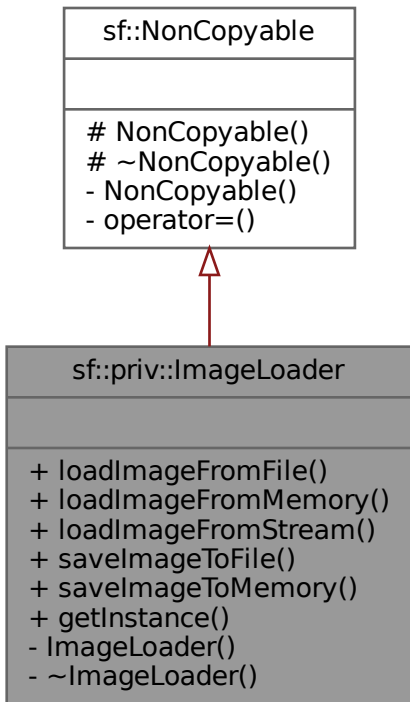 sf::NonCopyable
# NonCopyable()
# ~NonCopyable()
- NonCopyable()
- operator=()
sf::priv::ImageLoader
+ loadImageFromFile()
+ loadImageFromMemory()
+ loadImageFromStream()
+ saveImageToFile()
+ saveImageToMemory()
+ getInstance()
- ImageLoader()
- ~ImageLoader()